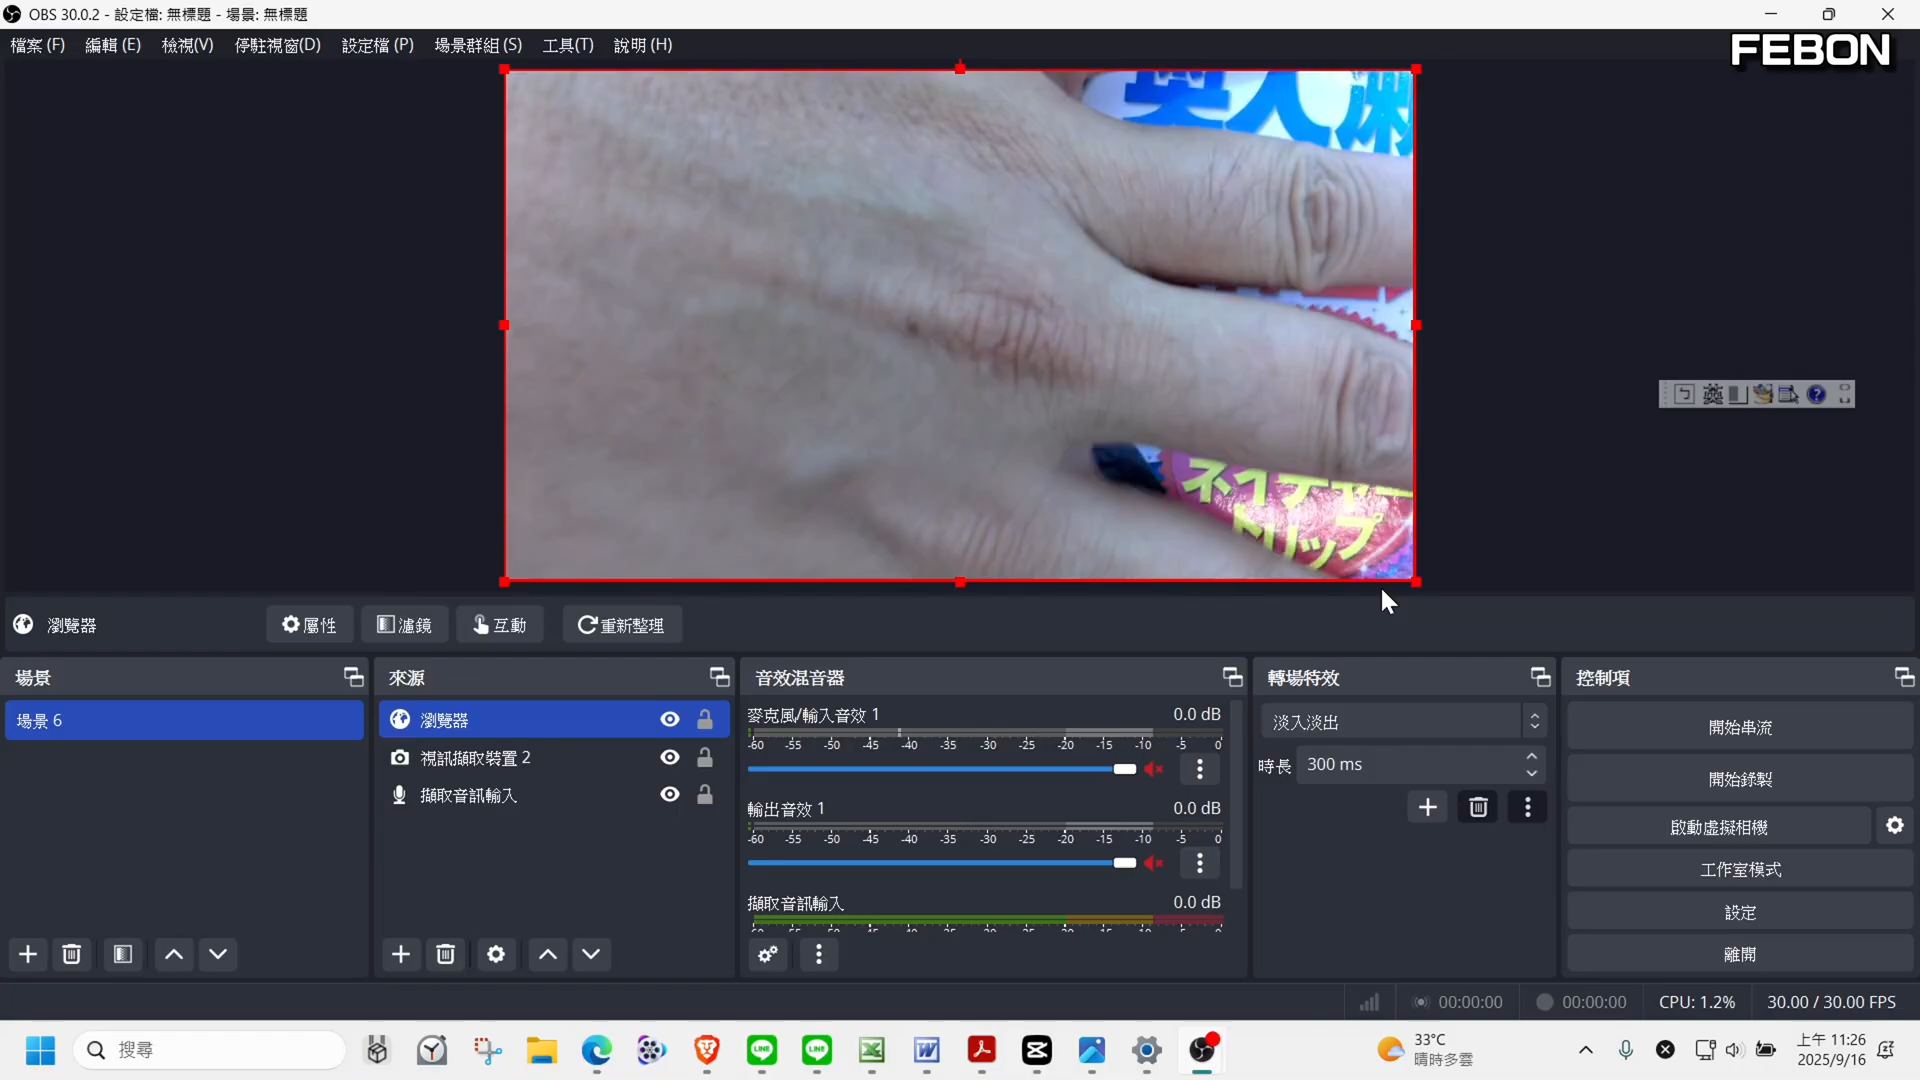 OBS 30.0.2 - 設定檔: 無標題 - 場景: 無標題
檔案 (F) 編輯 (E) 檢視(V) 停駐視窗(D) 設定檔 (P) 場景群組 (S) 工具(T) 說明 (H)
FEBON
ネイチャー
トリップ
瀏覽器 屬性 濾鏡 互動 重新整理
場景
場景 6
來源
瀏覽器
視訊擷取裝置 2
擷取音訊輸入
音效混音器
麥克風/輸入音效 1 0.0 dB
-60 -55 -50 -45 -40 -35 -30 -25 -20 -15 -10 -5 0
輸出音效 1 0.0 dB
-60 -55 -50 -45 -40 -35 -30 -25 -20 -15 -10 -5 0
擷取音訊輸入 0.0 dB
轉場特效
淡入淡出
時長 300 ms
控制項
開始串流
開始錄製
啟動虛擬相機
工作室模式
設定
離開
00:00:00 00:00:00 CPU: 1.2% 30.00 / 30.00 FPS
搜尋
33°C
晴時多雲
上午 11:26
2025/9/16